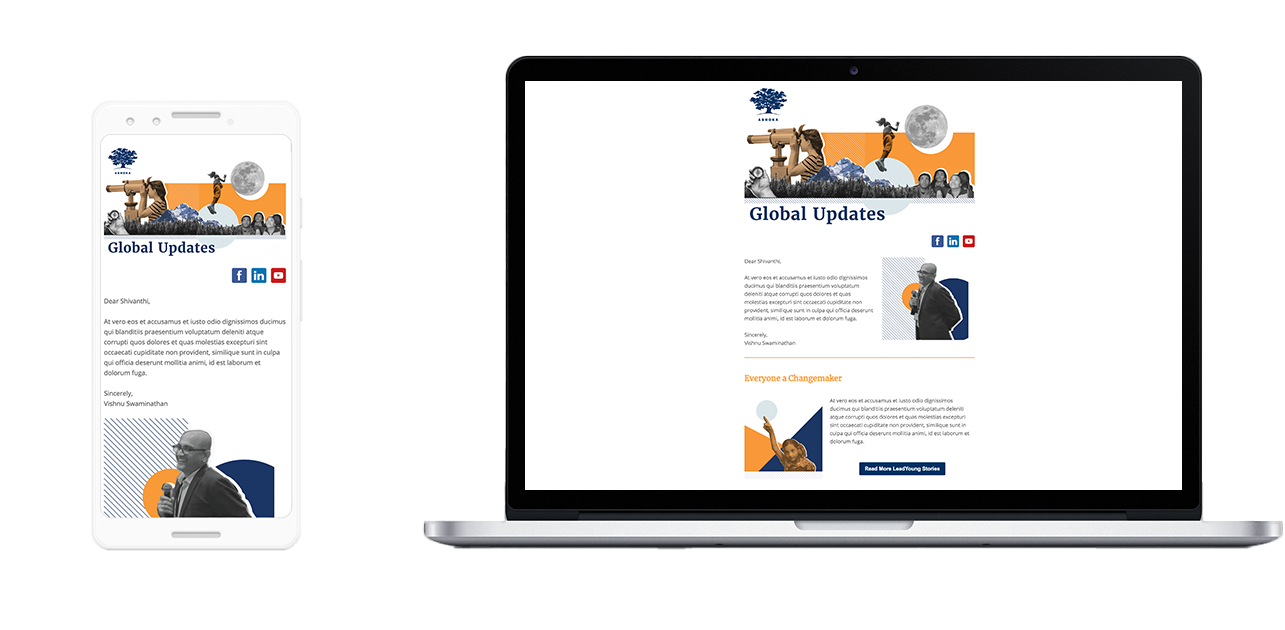 ASHOKA
Global Updates
f in
Dear Shivanthi,
At vero eos et accusamus et iusto odio dignissimos ducimus
qui blanditiis praesentium voluptatum deleniti atque
corrupti quos dolores et quas molestias excepturi sint
occaecati cupiditate non provident, similique sunt in culpa
qui officia deserunt mollitia animi, id est laborum et
dolorum fuga.
Sincerely,
Vishnu Swaminathan
ASHOKA
Global Updates
f in
Dear Shivanthi,
At vero eos et accusamus et iusto odio dignissimos
ducimus qui blanditiis praesentium voluptatum
deleniti atque corrupti quos dolores et quas
molestias excepturi sint occaecati cupiditate non
provident, similique sunt in culpa qui officia deserunt
mollitia animi, id est laborum et dolorum fuga.
Sincerely,
Vishnu Swaminathan
Everyone a Changemaker
At vero eos et accusamus et iusto odio dignissimos
ducimus qui blanditiis praesentium voluptatum deleniti
atque corrupti quos dolores et quas molestias excepturi
sint occaecati cupiditate non provident, similique sunt in
culpa qui officia deserunt mollitia animi, id est laborum et
dolorum fuga.
Read More LeadYoung Stories